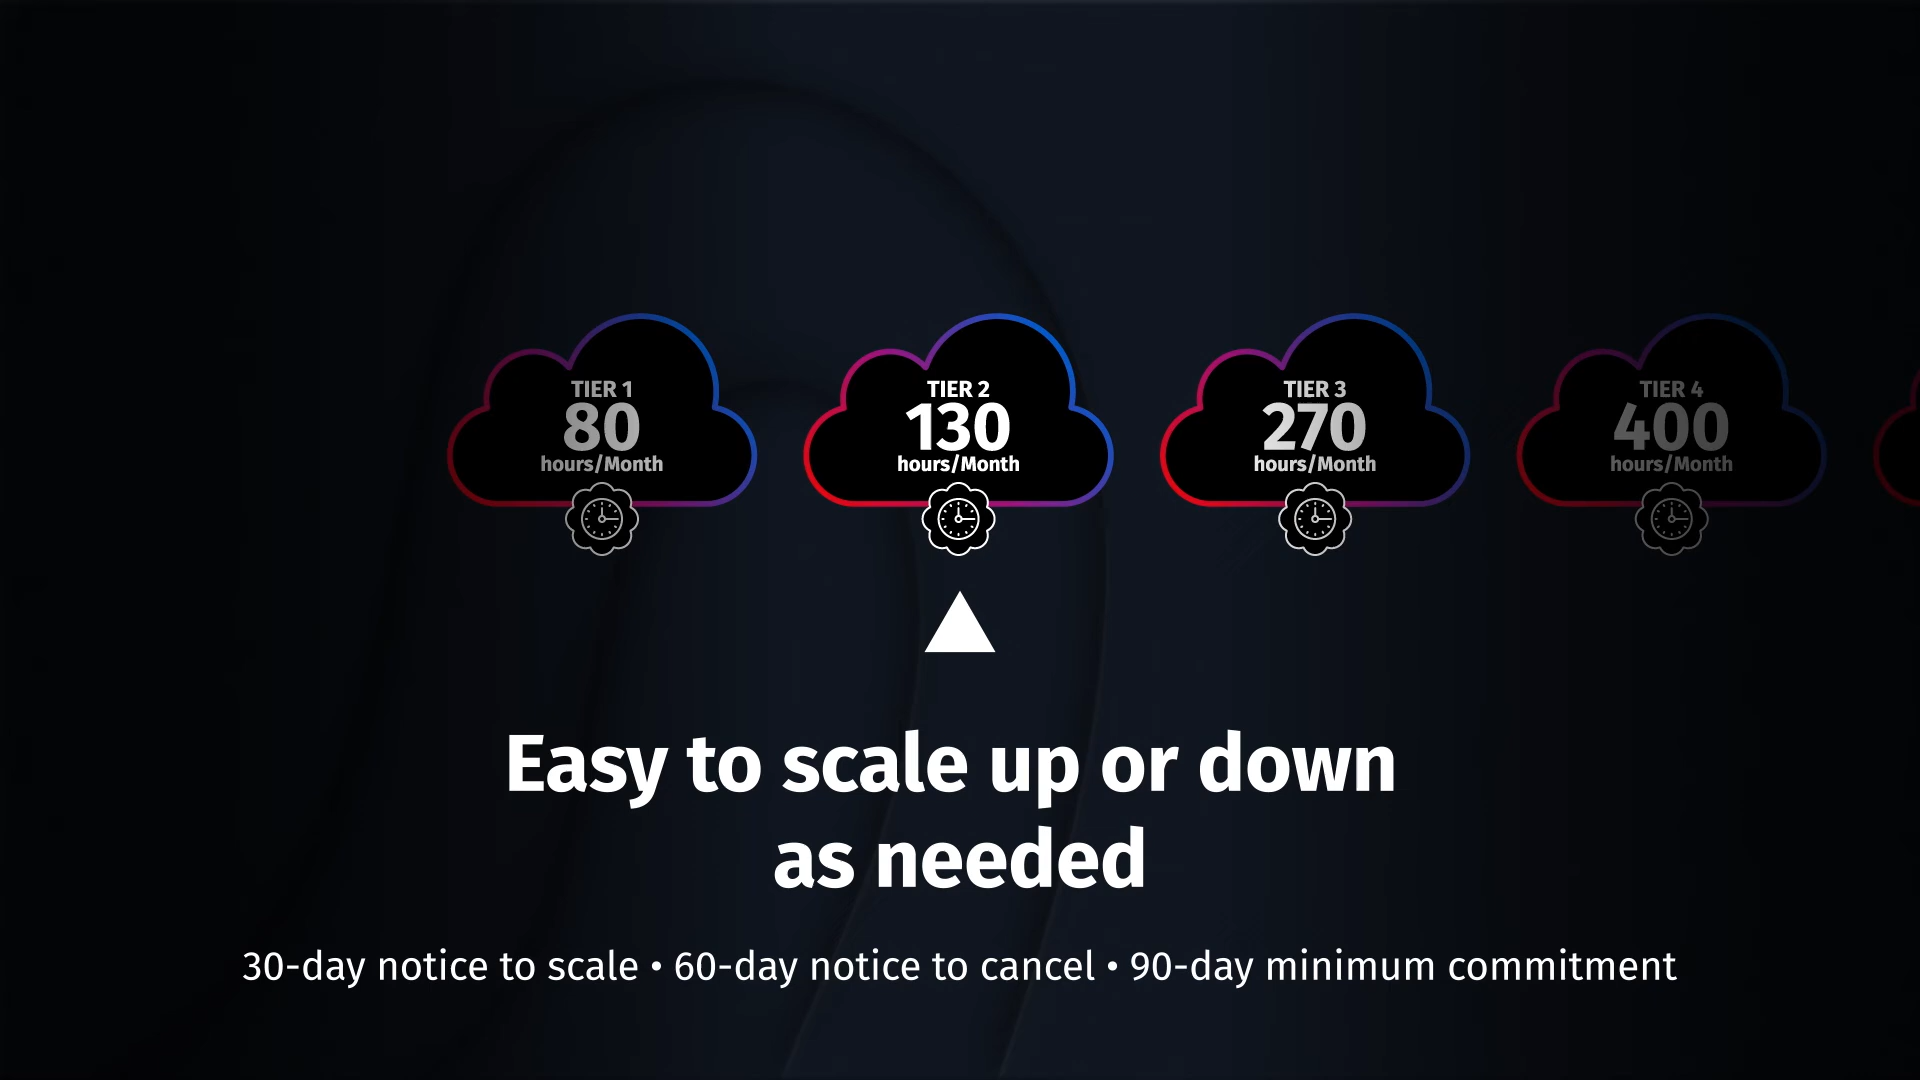 TIER 1
80
hours/Month
TIER 2
130
hours/Month
TIER 3
270
hours/Month
TIER 4
400
hours/Month
Easy to scale up or down
as needed
30-day notice to scale • 60-day notice to cancel • 90-day minimum commitment